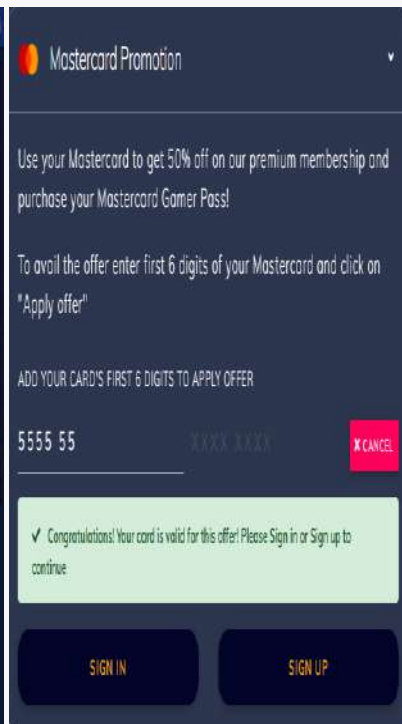 Mastercard Promotion
Use your Mastercard to get 50% off on our premium membership and
purchase your Mastercard Gamer Pass!
To avail the offer enter first 6 digits of your Mastercard and click on
"Apply offer"
ADD YOUR CARD'S FIRST 6 DIGITS TO APPLY OFFER
5555 55 XXXX XXXX X CANCEL
✓ Congratulations! Your card is valid for this offer! Please Sign in or Sign up to
continue
SIGN IN SIGN UP